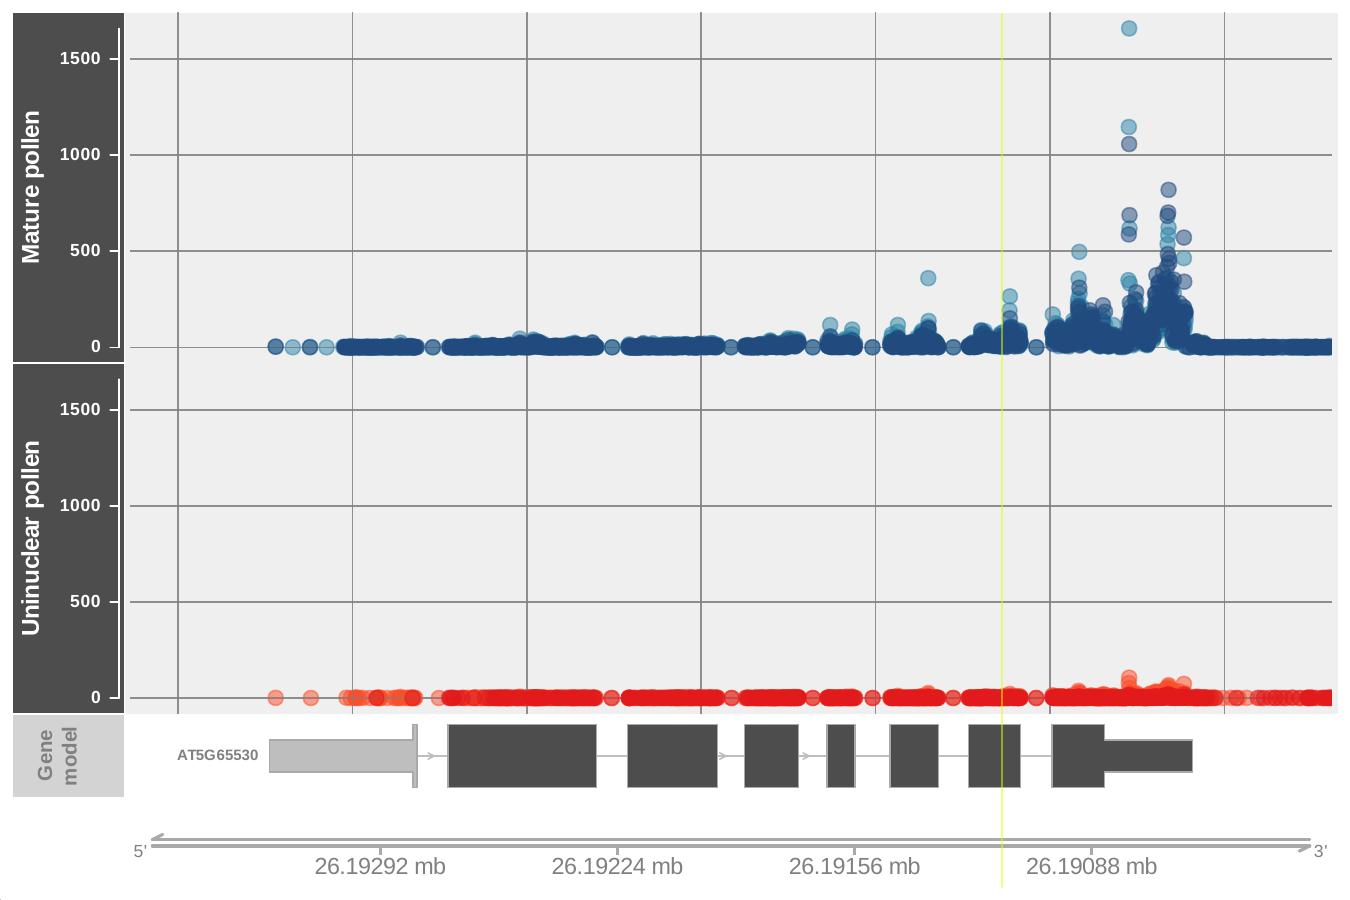 Mature pollen
1500
1000
500
0
Uninuclear pollen
1500
1000
500
0
Gene
model
AT5G65530
5'
3'
26.19292 mb
26.19224 mb
26.19156 mb
26.19088 mb